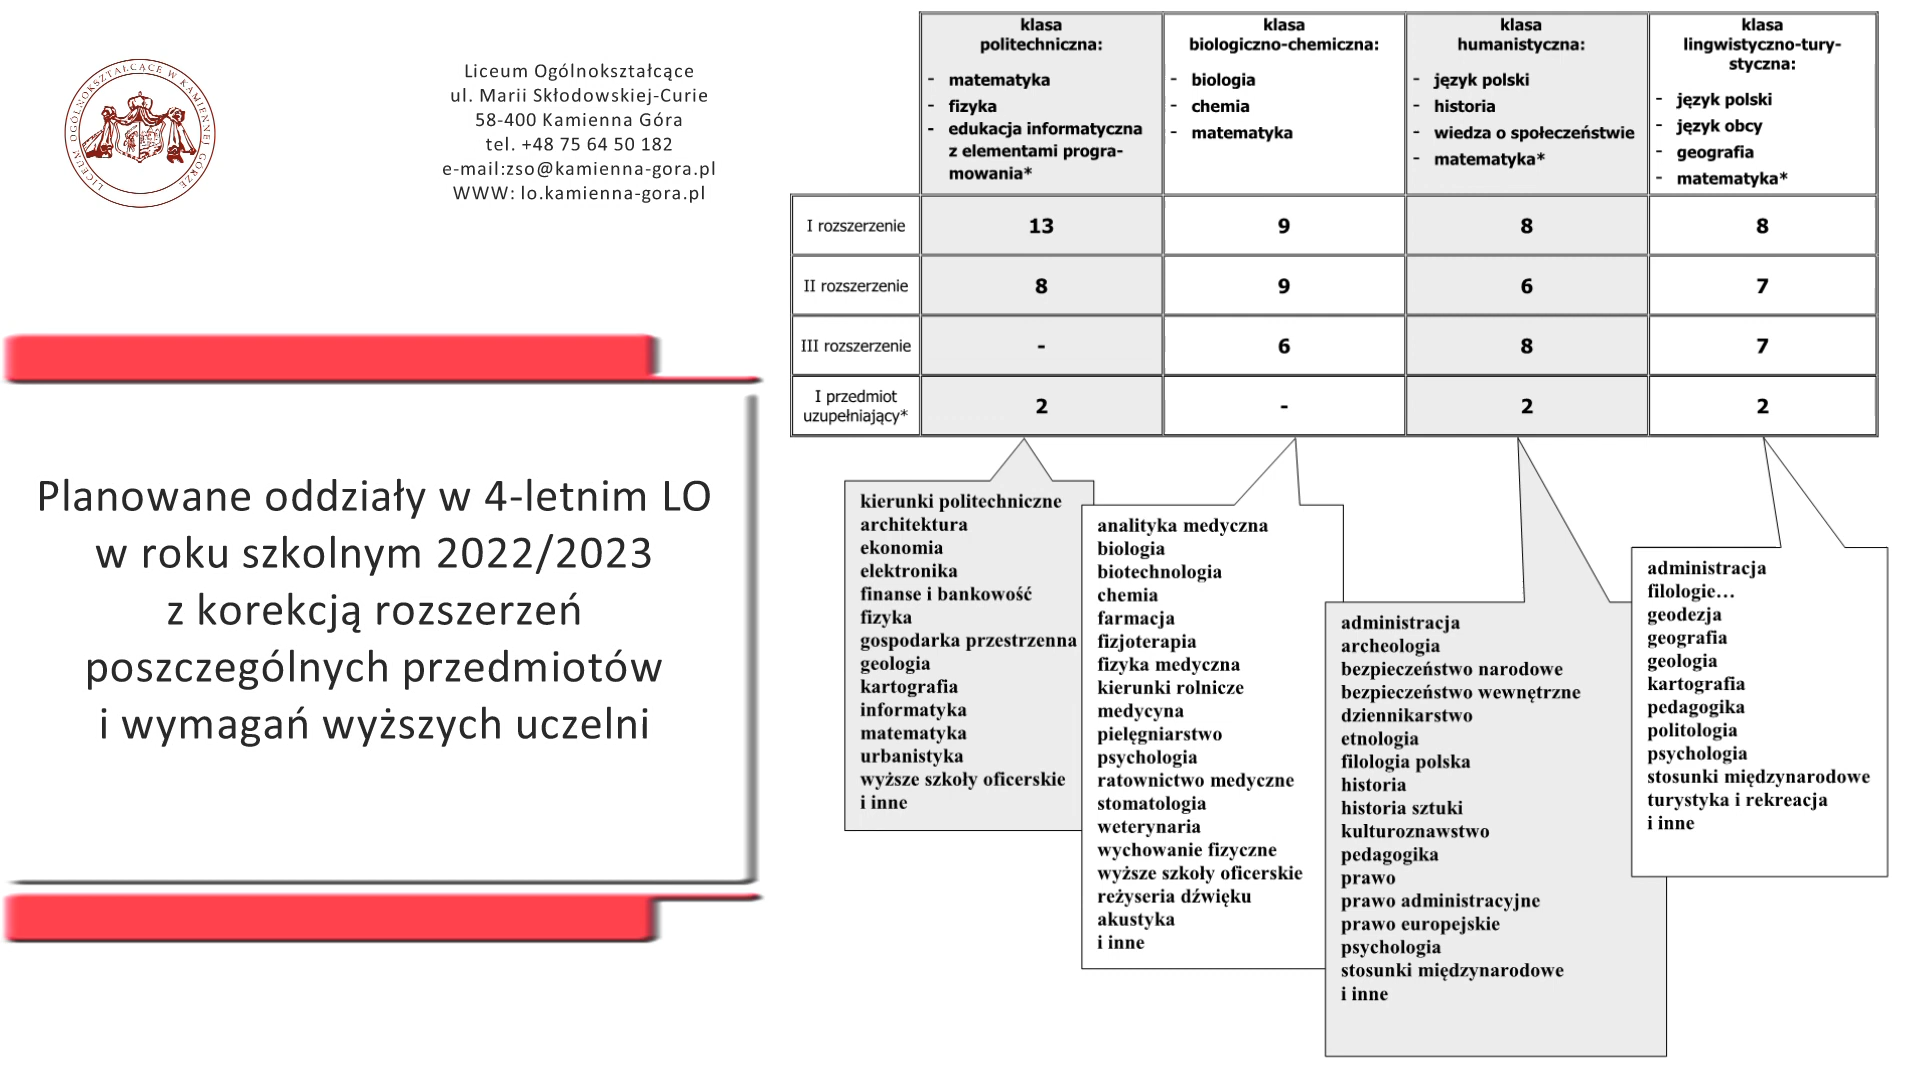 LICEUM OGÓLNOKSZTAŁCĄCE W KAMIENNEJ GÓRZE
Liceum Ogólnokształcące
ul. Marii Skłodowskiej-Curie
58-400 Kamienna Góra
tel. +48 75 64 50 182
e-mail:zso@kamienna-gora.pl
WWW: lo.kamienna-gora.pl
Planowane oddziały w 4-letnim LO
w roku szkolnym 2022/2023
z korekcją rozszerzeń
poszczególnych przedmiotów
i wymagań wyższych uczelni
klasa
politechniczna:
- matematyka
- fizyka
- edukacja informatyczna
z elementami progra-
mowania*
klasa
biologiczno-chemiczna:
- biologia
- chemia
- matematyka
klasa
humanistyczna:
- język polski
- historia
- wiedza o społeczeństwie
- matematyka*
klasa
lingwistyczno-tury-
styczna:
- język polski
- język obcy
- geografia
- matematyka*
I rozszerzenie 13 9 8 8
II rozszerzenie 8 9 6 7
III rozszerzenie - 6 8 7
I przedmiot
uzupełniający* 2 - 2 2
kierunki politechniczne
architektura
ekonomia
elektronika
finanse i bankowość
fizyka
gospodarka przestrzenna
geologia
kartografia
informatyka
matematyka
urbanistyka
wyższe szkoły oficerskie
i inne
analityka medyczna
biologia
biotechnologia
chemia
farmacja
fizjoterapia
fizyka medyczna
kierunki rolnicze
medycyna
pielęgniarstwo
psychologia
ratownictwo medyczne
stomatologia
weterynaria
wychowanie fizyczne
wyższe szkoły oficerskie
reżyseria dźwięku
akustyka
i inne
administracja
archeologia
bezpieczeństwo narodowe
bezpieczeństwo wewnętrzne
dziennikarstwo
etnologia
filologia polska
historia
historia sztuki
kulturoznawstwo
pedagogika
prawo
prawo administracyjne
prawo europejskie
psychologia
stosunki międzynarodowe
i inne
administracja
filologie…
geodezja
geografia
geologia
kartografia
pedagogika
politologia
psychologia
stosunki międzynarodowe
turystyka i rekreacja
i inne